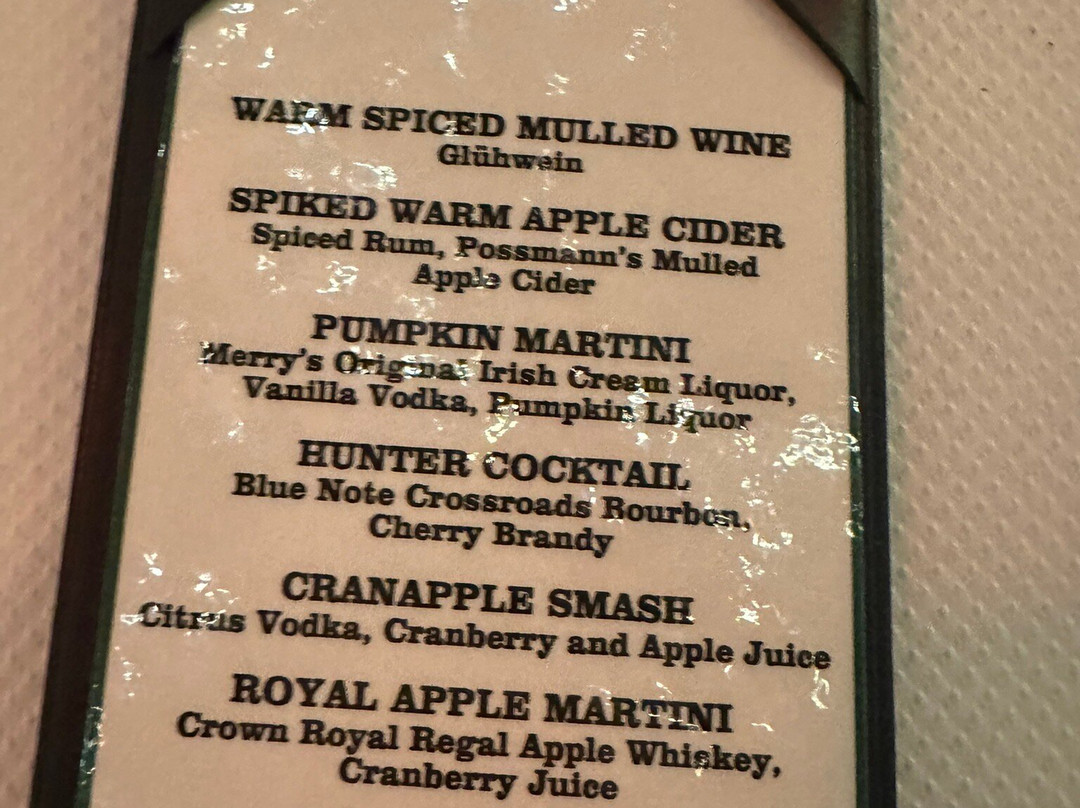 WARM SPICED MULLED WINE
Glühwein
SPIKED WARM APPLE CIDER
Spiced Rum, Possmann's Mulled
Apple Cider
PUMPKIN MARTINI
Merry's Original Irish Cream Liquor,
Vanilla Vodka, Pumpkin Liquor
HUNTER COCKTAIL
Blue Note Crossroads Bourbon,
Cherry Brandy
CRANAPPLE SMASH
Citrus Vodka, Cranberry and Apple Juice
ROYAL APPLE MARTINI
Crown Royal Regal Apple Whiskey,
Cranberry Juice